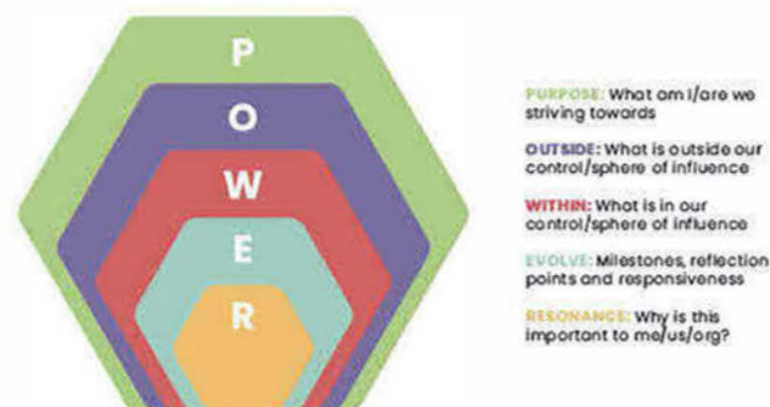 P
O
W
E
R
PURPOSE: What am I/are we
striving towards
OUTSIDE: What is outside our
control/sphere of influence
WITHIN: What is in our
control/sphere of influence
EVOLVE: Milestones, reflection
points and responsiveness
RESONANCE: Why is this
important to me/us/org?